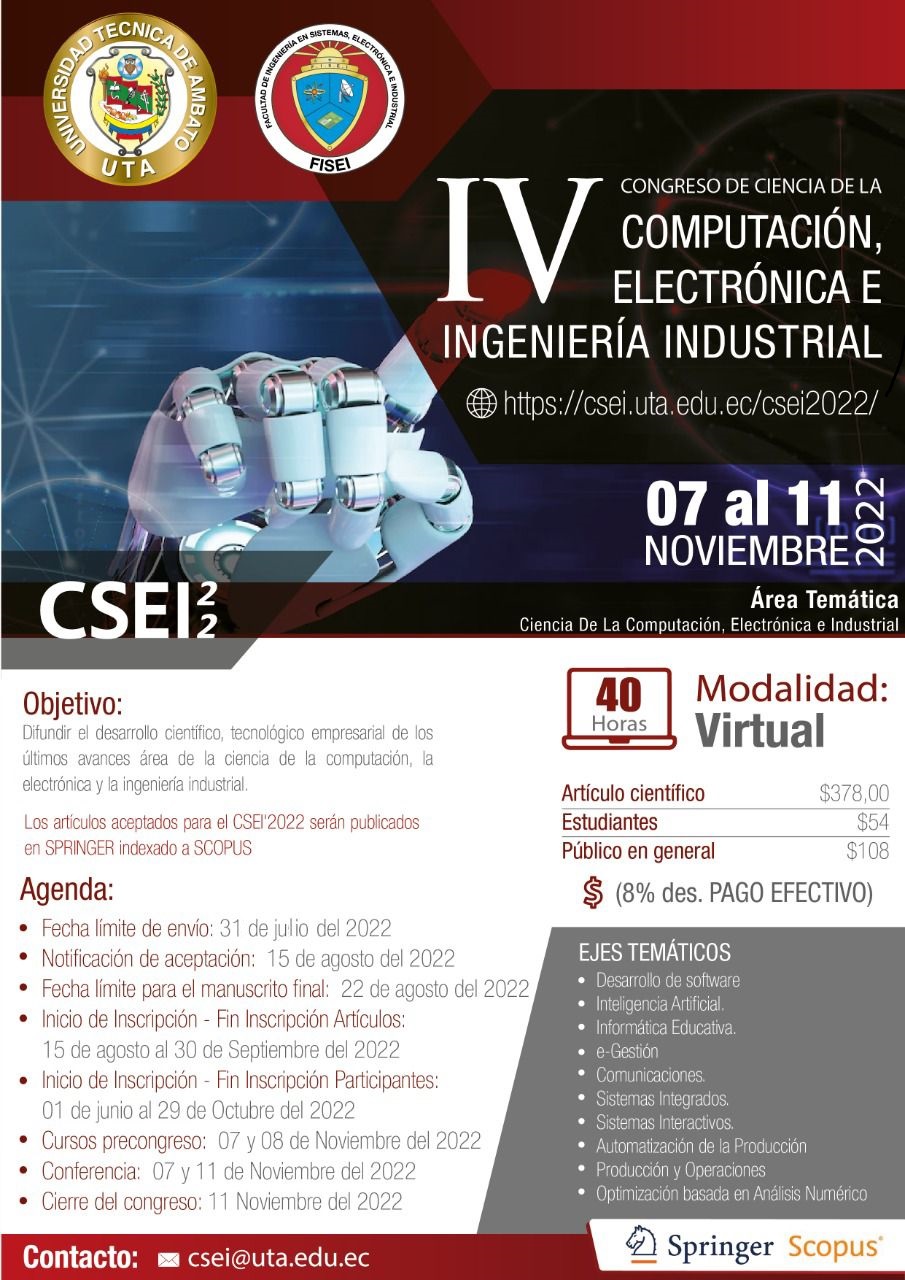 UNIVERSIDAD TECNICA DE AMBATO
UTA
FACULTAD DE INGENIERÍA EN SISTEMAS, ELECTRÓNICA E INDUSTRIAL
FISEI
IV
CONGRESO DE CIENCIA DE LA
COMPUTACIÓN,
ELECTRÓNICA E
INGENIERÍA INDUSTRIAL
https://csei.uta.edu.ec/csei2022/
07 al 11
NOVIEMBRE
2022
CSEI 22
Área Temática
Ciencia De La Computación, Electrónica e Industrial
Objetivo:
Difundir el desarrollo científico, tecnológico empresarial de los
últimos avances área de la ciencia de la computación, la
electrónica y la ingeniería industrial.
Los artículos aceptados para el CSEI'2022 serán publicados
en SPRINGER indexado a SCOPUS
40
Horas
Modalidad:
Virtual
Artículo científico $378,00
Estudiantes $54
Público en general $108
$ (8% des. PAGO EFECTIVO)
Agenda:
• Fecha límite de envío: 31 de julio del 2022
• Notificación de aceptación: 15 de agosto del 2022
• Fecha límite para el manuscrito final: 22 de agosto del 2022
• Inicio de Inscripción - Fin Inscripción Artículos:
15 de agosto al 30 de Septiembre del 2022
• Inicio de Inscripción - Fin Inscripción Participantes:
01 de junio al 29 de Octubre del 2022
• Cursos precongreso: 07 y 08 de Noviembre del 2022
• Conferencia: 07 y 11 de Noviembre del 2022
• Cierre del congreso: 11 Noviembre del 2022
EJES TEMÁTICOS
• Desarrollo de software
• Inteligencia Artificial.
• Informática Educativa.
• e-Gestión
• Comunicaciones.
• Sistemas Integrados.
• Sistemas Interactivos.
• Automatización de la Producción
• Producción y Operaciones
• Optimización basada en Análisis Numérico
Contacto: csei@uta.edu.ec
Springer Scopus®